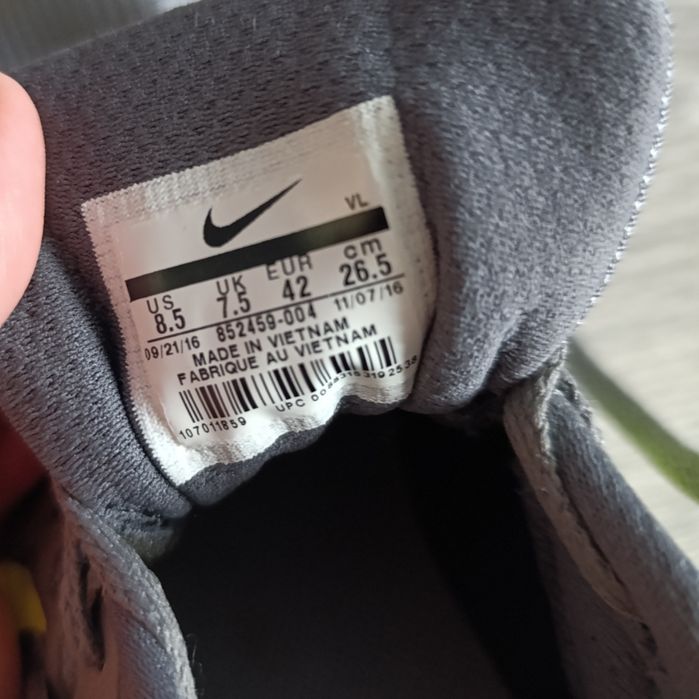 VL
US UK EUR cm
8.5 7.5 42 26.5
09/21/16 852459-004 11/07/16
MADE IN VIETNAM
FABRIQUE AU VIETNAM
107011859 UPC 00883153192538